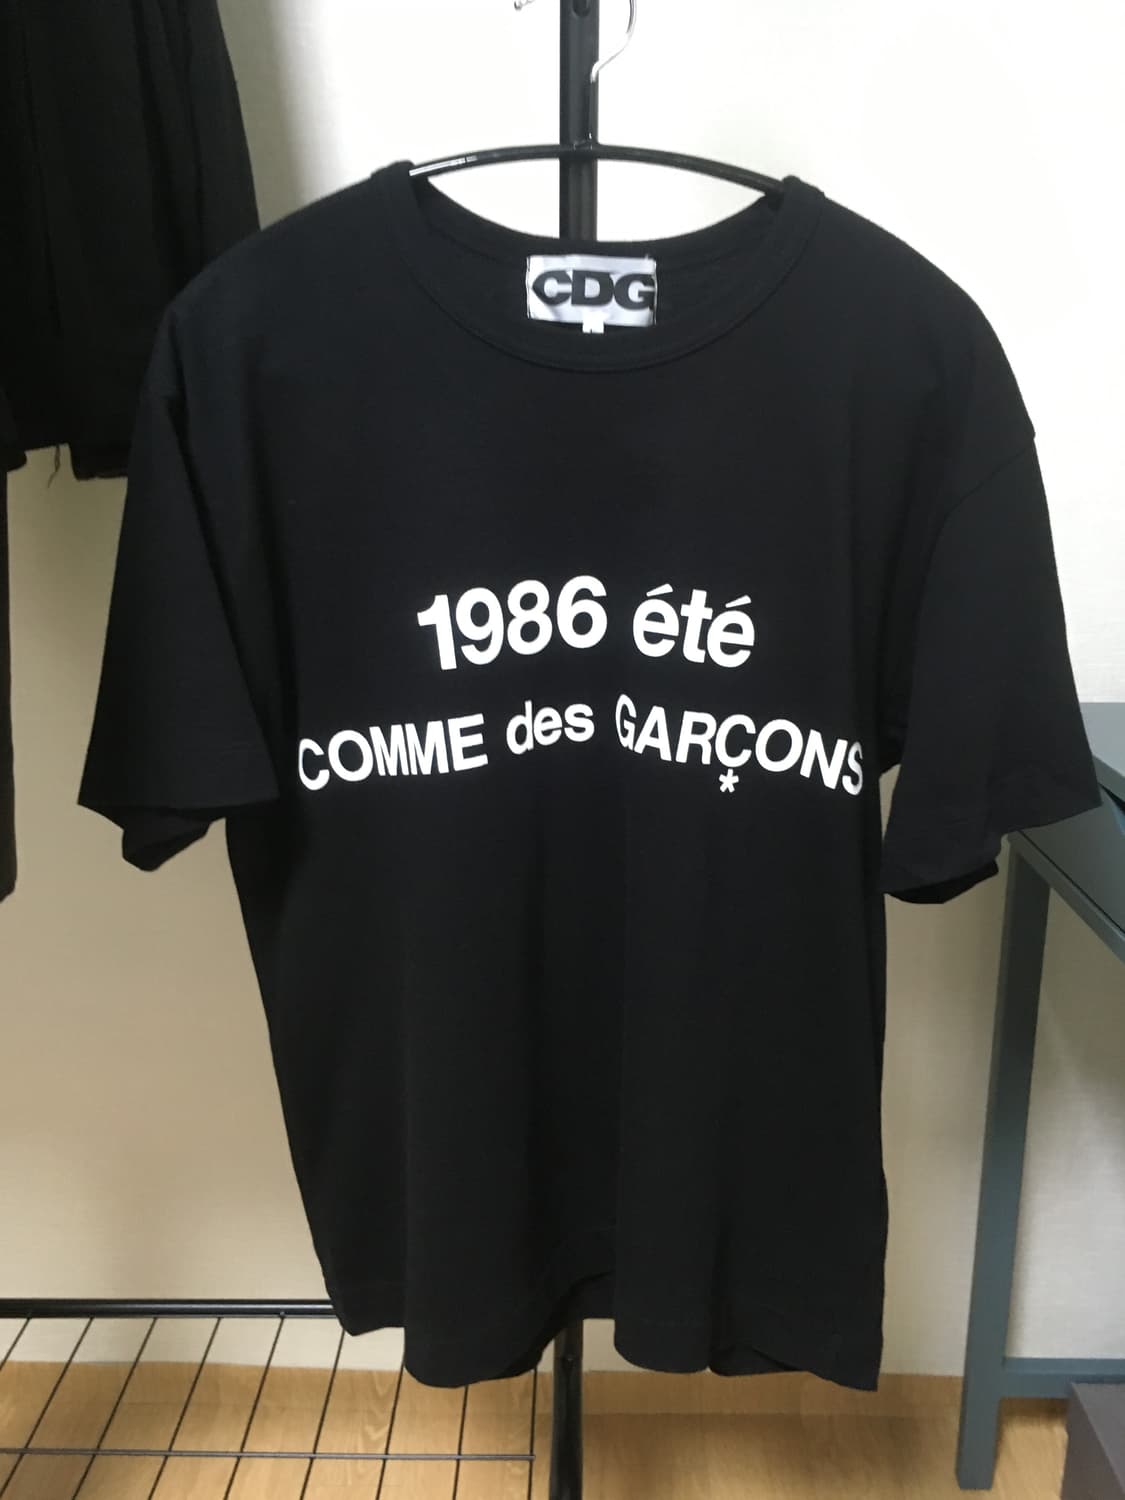 CDG
1986 été
COMME des GARÇONS
*